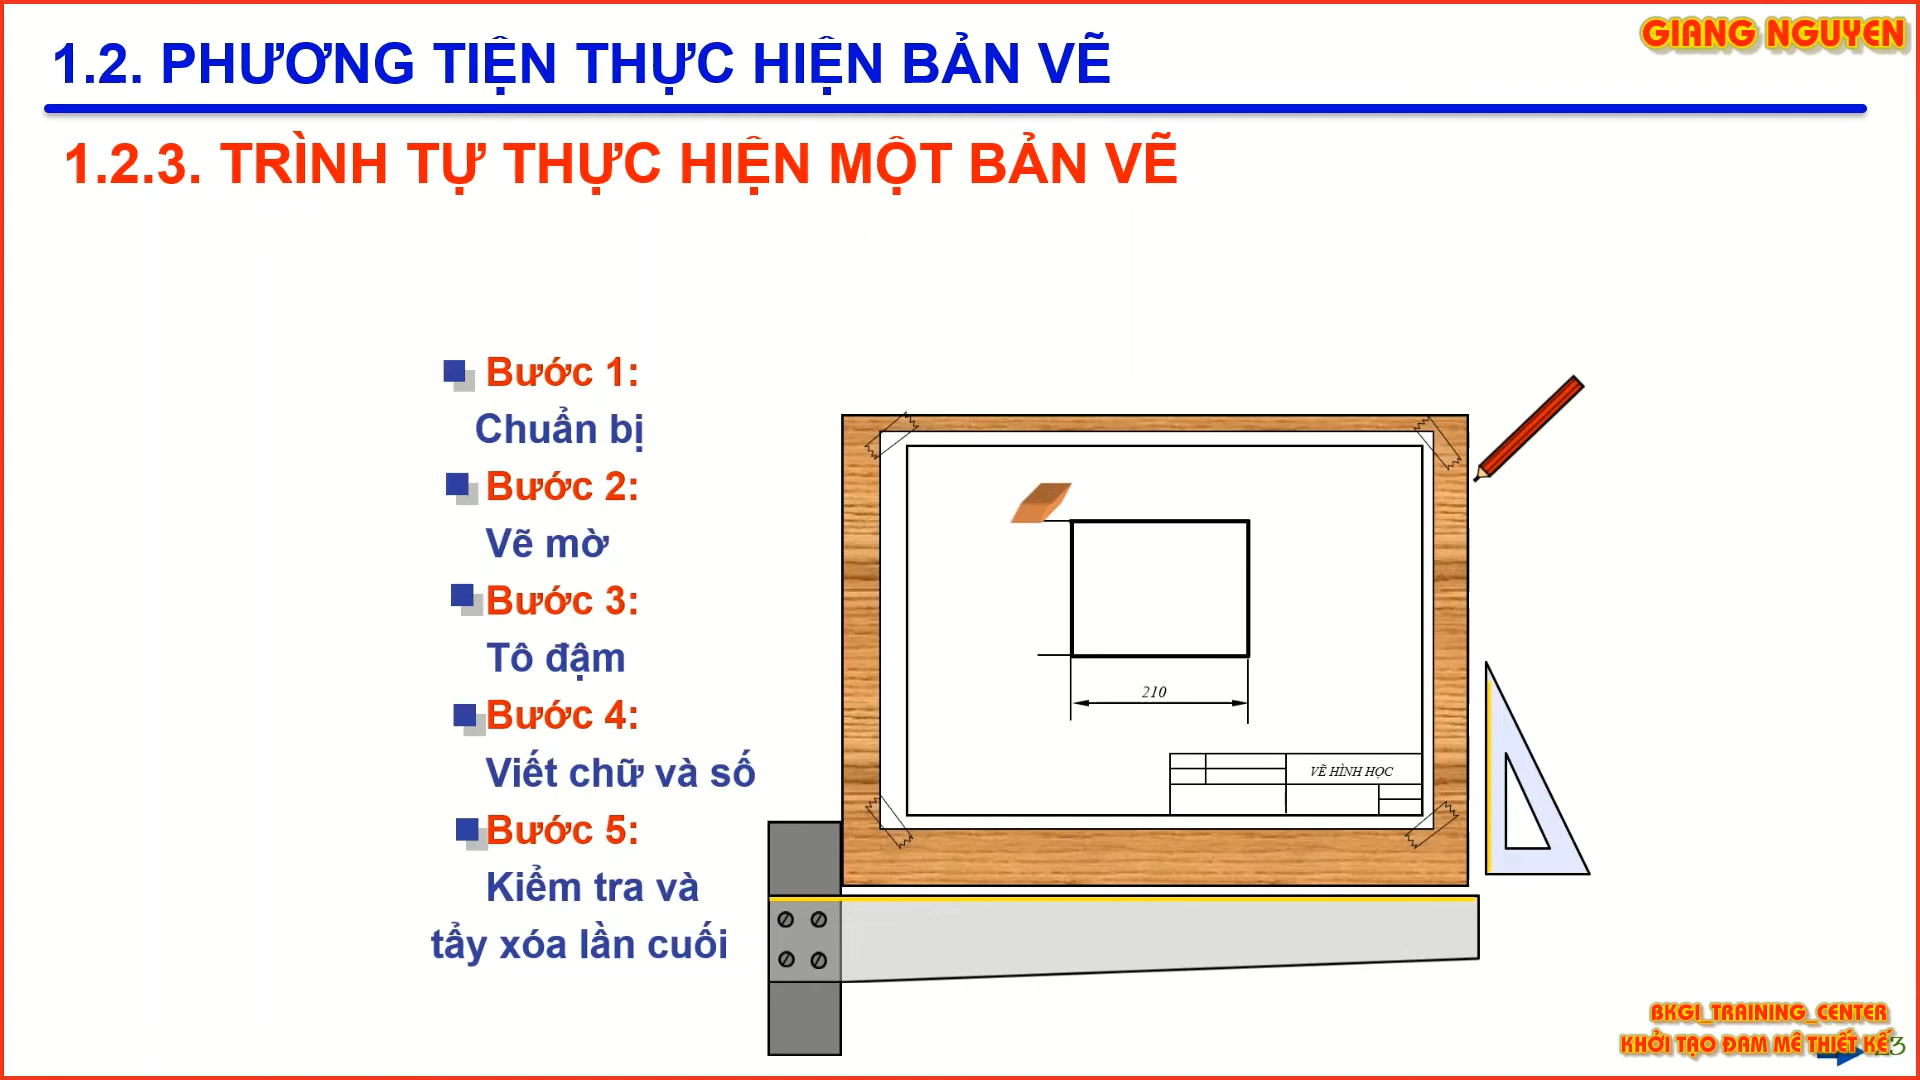 GIANG NGUYEN
1.2. PHƯƠNG TIỆN THỰC HIỆN BẢN VẼ
1.2.3. TRÌNH TỰ THỰC HIỆN MỘT BẢN VẼ
Bước 1:
Chuẩn bị
Bước 2:
Vẽ mờ
Bước 3:
Tô đậm
Bước 4:
Viết chữ và số
Bước 5:
Kiểm tra và
tẩy xóa lần cuối
210
VẼ HÌNH HỌC
BKGI_TRAINING_CENTER
KHỞI TẠO ĐAM MÊ THIẾT KẾ